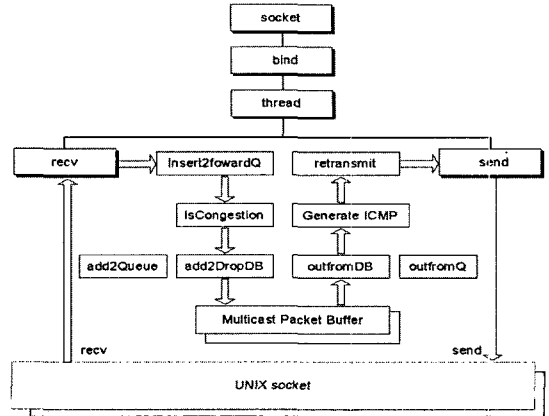 socket
bind
thread
recv
Insert2fowardQ
retransmit
send
IsCongestion
Generate ICMP
add2Queue
add2DropDB
outfromDB
outfromQ
Multicast Packet Buffer
recv
send
UNIX socket